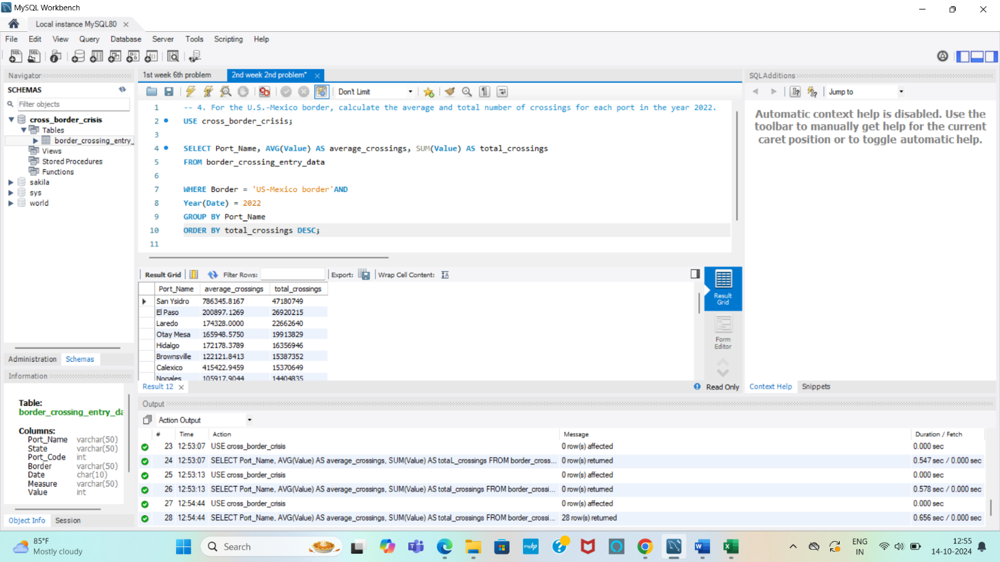 MySQL Workbench
Local instance MySQL80
File Edit View Query Database Server Tools Scripting Help
Navigator
SCHEMAS
Filter objects
cross_border_crisis
Tables
border_crossing_entry_
Views
Stored Procedures
Functions
sakila
sys
world
Administration Schemas
Information
Table:
border_crossing_entry_da
Columns:
Port_Name varchar(50)
State varchar(50)
Port_Code int
Border varchar(50)
Date char(10)
Measure varchar(50)
Value int
Object Info Session
1st week 6th problem 2nd week 2nd problem*
Don't Limit
1 -- 4. For the U.S.-Mexico border, calculate the average and total number of crossings for each port in the year 2022.
2 USE cross_border_crisis;
3
4 SELECT Port_Name, AVG(Value) AS average_crossings, SUM(Value) AS total_crossings
5 FROM border_crossing_entry_data
6
7 WHERE Border = 'US-Mexico border'AND
8 Year(Date) = 2022
9 GROUP BY Port_Name
10 ORDER BY total_crossings DESC;
11
Result Grid Filter Rows: Export: Wrap Cell Content:
Port_Name average_crossings total_crossings
San Ysidro 786345.8167 47180749
El Paso 200897.1269 26920215
Laredo 174328.0000 22662640
Otay Mesa 165948.5750 19913829
Hidalgo 172178.3789 16356946
Brownsville 122121.8413 15387352
Calexico 415422.9459 15370649
Nogales 105917.9044 14404835
Result Grid
Form Editor
Result 12
Read Only
SQLAdditions
Jump to
Automatic context help is disabled. Use the
toolbar to manually get help for the current
caret position or to toggle automatic help.
Context Help Snippets
Output
Action Output
# Time Action Message Duration / Fetch
23 12:53:07 USE cross_border_crisis 0 row(s) affected 0.000 sec
24 12:53:07 SELECT Port_Name, AVG(Value) AS average_crossings, SUM(Value) AS totaL_crossings FROM border_cross... 0 row(s) returned 0.547 sec / 0.000 sec
25 12:53:13 USE cross_border_crisis 0 row(s) affected 0.000 sec
26 12:53:13 SELECT Port_Name, AVG(Value) AS average_crossings, SUM(Value) AS total_crossings FROM border_crossi... 0 row(s) returned 0.578 sec / 0.000 sec
27 12:54:44 USE cross_border_crisis 0 row(s) affected 0.000 sec
28 12:54:44 SELECT Port_Name, AVG(Value) AS average_crossings, SUM(Value) AS total_crossings FROM border_crossi... 28 row(s) returned 0.656 sec / 0.000 sec
85°F
Mostly cloudy
Search
myhp
ENG
IN
12:55
14-10-2024